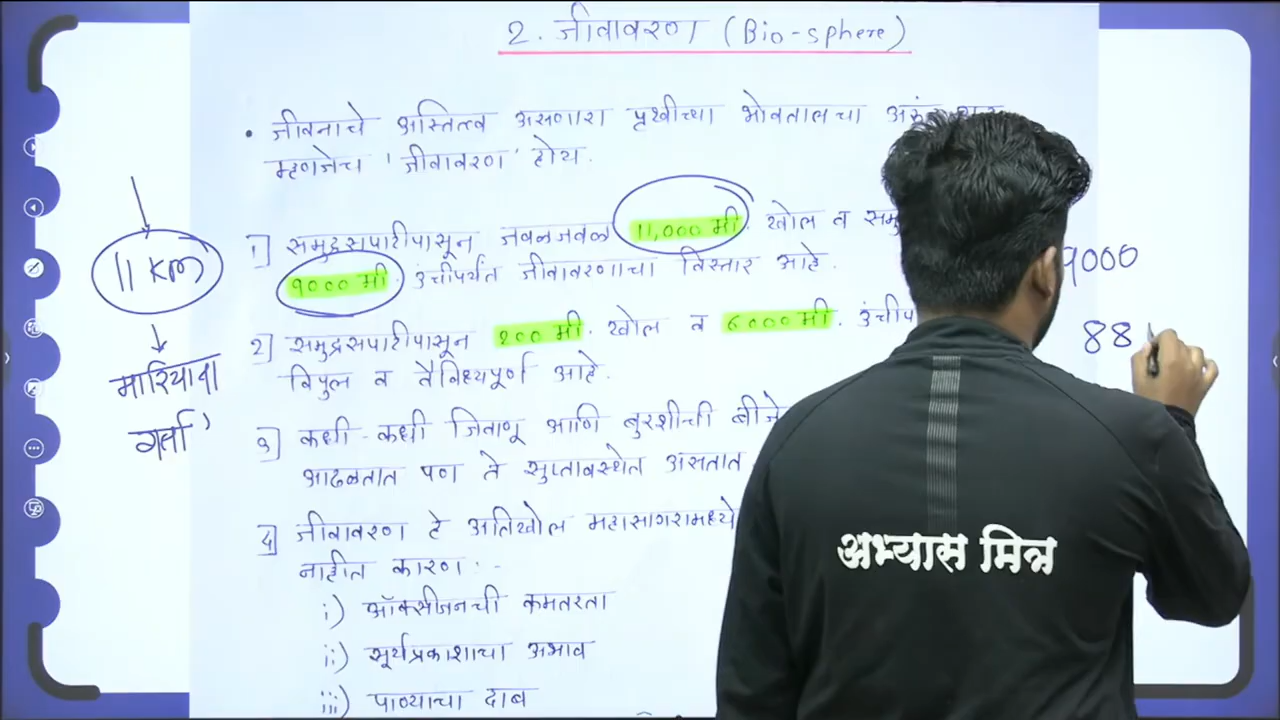 2. जीवावरण (Bio-sphere)
• जीवनाचे अस्तित्व असणारा पृथ्वीच्या भोवतालचा
म्हणजेच 'जीवावरण' होय.
1] समुद्रसपाटीपासून जवळजवळ 11,000 मी. खोल व
9000 मी. उंचीपर्यंत जीवावरणाचा विस्तार आहे.
2] समुद्रसपाटीपासून 200 मी. खोल व 6000 मी.
विपुल व वैविध्यपूर्ण आहे.
3] कधी-कधी जिवाणू आणि बुरशीची
आढळतात पण ते सुप्तावस्थेत असतात
4] जीवावरण हे अतिखोल महासागरामध्ये
नाहीत कारण :-
i) ऑक्सीजनची कमतरता
ii) सूर्यप्रकाशाचा अभाव
iii) पाण्याचा दाब
11 km
मारियाना
गर्ता
9000
88
अभ्यास मित्र